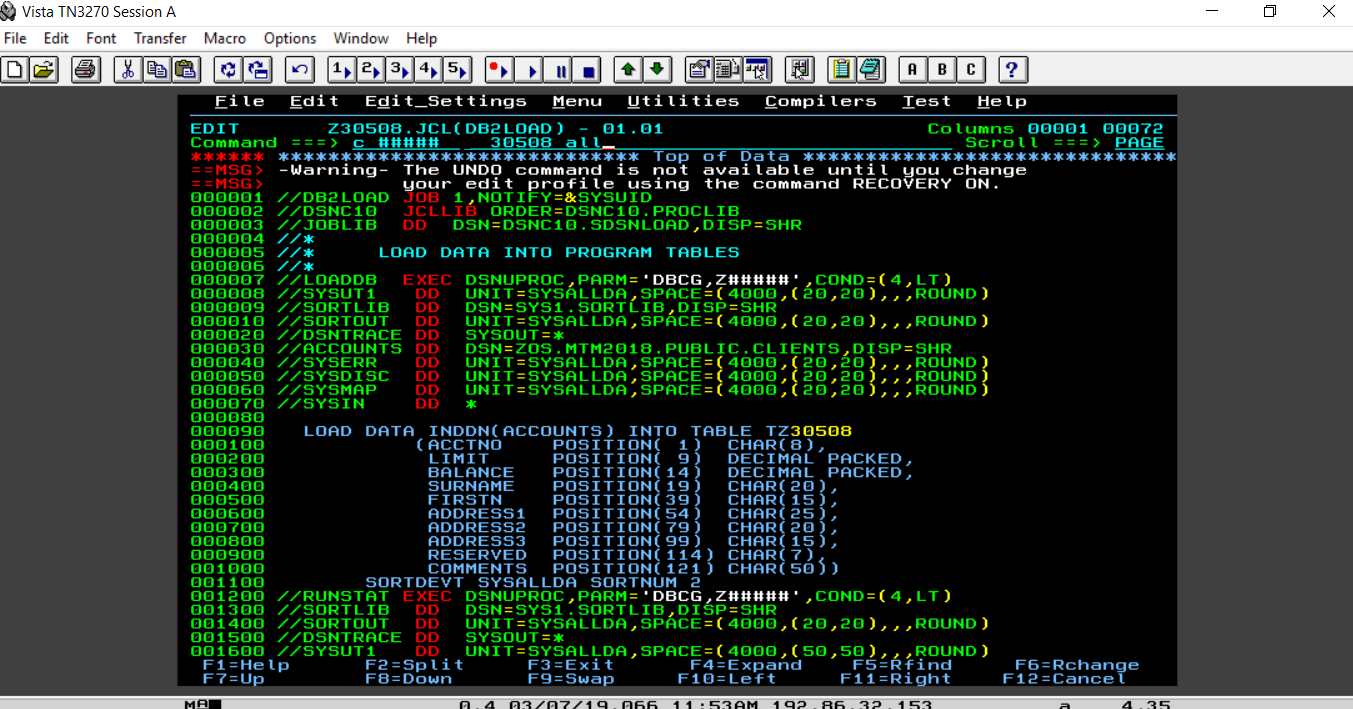 Vista TN3270 Session A
File Edit Font Transfer Macro Options Window Help
1 2 3 4 5 A B C ?
File Edit Edit_Settings Menu Utilities Compilers Test Help
EDIT Z30508.JCL(DB2LOAD) - 01.01 Columns 00001 00072
Command ===> c ##### 30508 all_ Scroll ===> PAGE
****** ***************************** Top of Data ******************************
==MSG> -Warning- The UNDO command is not available until you change
==MSG> your edit profile using the command RECOVERY ON.
000001 //DB2LOAD JOB 1,NOTIFY=&SYSUID
000002 //DSNC10 JCLLIB ORDER=DSNC10.PROCLIB
000003 //JOBLIB DD DSN=DSNC10.SDSNLOAD,DISP=SHR
000004 //*
000005 //* LOAD DATA INTO PROGRAM TABLES
000006 //*
000007 //LOADDB EXEC DSNUPROC,PARM='DBCG,Z#####',COND=(4,LT)
000008 //SYSUT1 DD UNIT=SYSALLDA,SPACE=(4000,(20,20),,,ROUND)
000009 //SORTLIB DD DSN=SYS1.SORTLIB,DISP=SHR
000010 //SORTOUT DD UNIT=SYSALLDA,SPACE=(4000,(20,20),,,ROUND)
000020 //DSNTRACE DD SYSOUT=*
000030 //ACCOUNTS DD DSN=ZOS.MTM2018.PUBLIC.CLIENTS,DISP=SHR
000040 //SYSERR DD UNIT=SYSALLDA,SPACE=(4000,(20,20),,,ROUND)
000050 //SYSDISC DD UNIT=SYSALLDA,SPACE=(4000,(20,20),,,ROUND)
000060 //SYSMAP DD UNIT=SYSALLDA,SPACE=(4000,(20,20),,,ROUND)
000070 //SYSIN DD *
000080
000090 LOAD DATA INDDN(ACCOUNTS) INTO TABLE TZ30508
000100 (ACCTNO POSITION( 1) CHAR(8),
000200 LIMIT POSITION( 9) DECIMAL PACKED,
000300 BALANCE POSITION(14) DECIMAL PACKED,
000400 SURNAME POSITION(19) CHAR(20),
000500 FIRSTN POSITION(39) CHAR(15),
000600 ADDRESS1 POSITION(54) CHAR(25),
000700 ADDRESS2 POSITION(79) CHAR(20),
000800 ADDRESS3 POSITION(99) CHAR(15),
000900 RESERVED POSITION(114) CHAR(7),
001000 COMMENTS POSITION(121) CHAR(50))
001100 SORTDEVT SYSALLDA SORTNUM 2
001200 //RUNSTAT EXEC DSNUPROC,PARM='DBCG,Z#####',COND=(4,LT)
001300 //SORTLIB DD DSN=SYS1.SORTLIB,DISP=SHR
001400 //SORTOUT DD UNIT=SYSALLDA,SPACE=(4000,(20,20),,,ROUND)
001500 //DSNTRACE DD SYSOUT=*
001600 //SYSUT1 DD UNIT=SYSALLDA,SPACE=(4000,(50,50),,,ROUND)
F1=Help F2=Split F3=Exit F4=Expand F5=Rfind F6=Rchange
F7=Up F8=Down F9=Swap F10=Left F11=Right F12=Cancel
MA 0.4 03/07/19.066 11:53AM 192.86.32.153 a 4,35